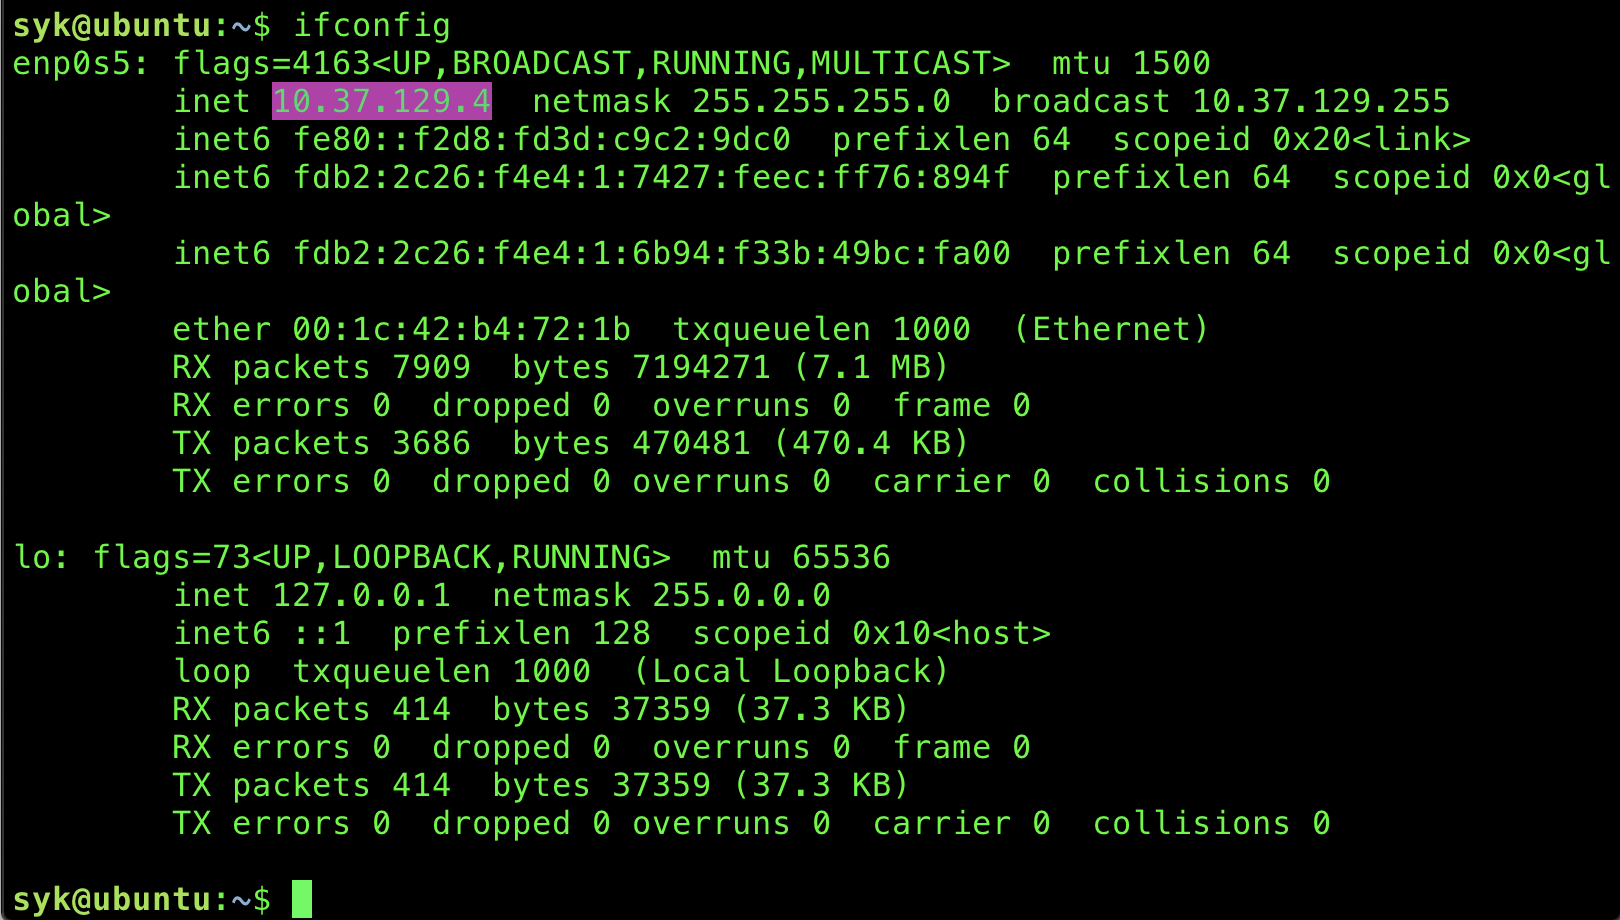 syk@ubuntu:~$ ifconfig
enp0s5: flags=4163<UP,BROADCAST,RUNNING,MULTICAST>  mtu 1500
        inet 10.37.129.4  netmask 255.255.255.0  broadcast 10.37.129.255
        inet6 fe80::f2d8:fd3d:c9c2:9dc0  prefixlen 64  scopeid 0x20<link>
        inet6 fdb2:2c26:f4e4:1:7427:feec:ff76:894f  prefixlen 64  scopeid 0x0<gl
obal>
        inet6 fdb2:2c26:f4e4:1:6b94:f33b:49bc:fa00  prefixlen 64  scopeid 0x0<gl
obal>
        ether 00:1c:42:b4:72:1b  txqueuelen 1000  (Ethernet)
        RX packets 7909  bytes 7194271 (7.1 MB)
        RX errors 0  dropped 0  overruns 0  frame 0
        TX packets 3686  bytes 470481 (470.4 KB)
        TX errors 0  dropped 0 overruns 0  carrier 0  collisions 0

lo: flags=73<UP,LOOPBACK,RUNNING>  mtu 65536
        inet 127.0.0.1  netmask 255.0.0.0
        inet6 ::1  prefixlen 128  scopeid 0x10<host>
        loop  txqueuelen 1000  (Local Loopback)
        RX packets 414  bytes 37359 (37.3 KB)
        RX errors 0  dropped 0  overruns 0  frame 0
        TX packets 414  bytes 37359 (37.3 KB)
        TX errors 0  dropped 0 overruns 0  carrier 0  collisions 0

syk@ubuntu:~$